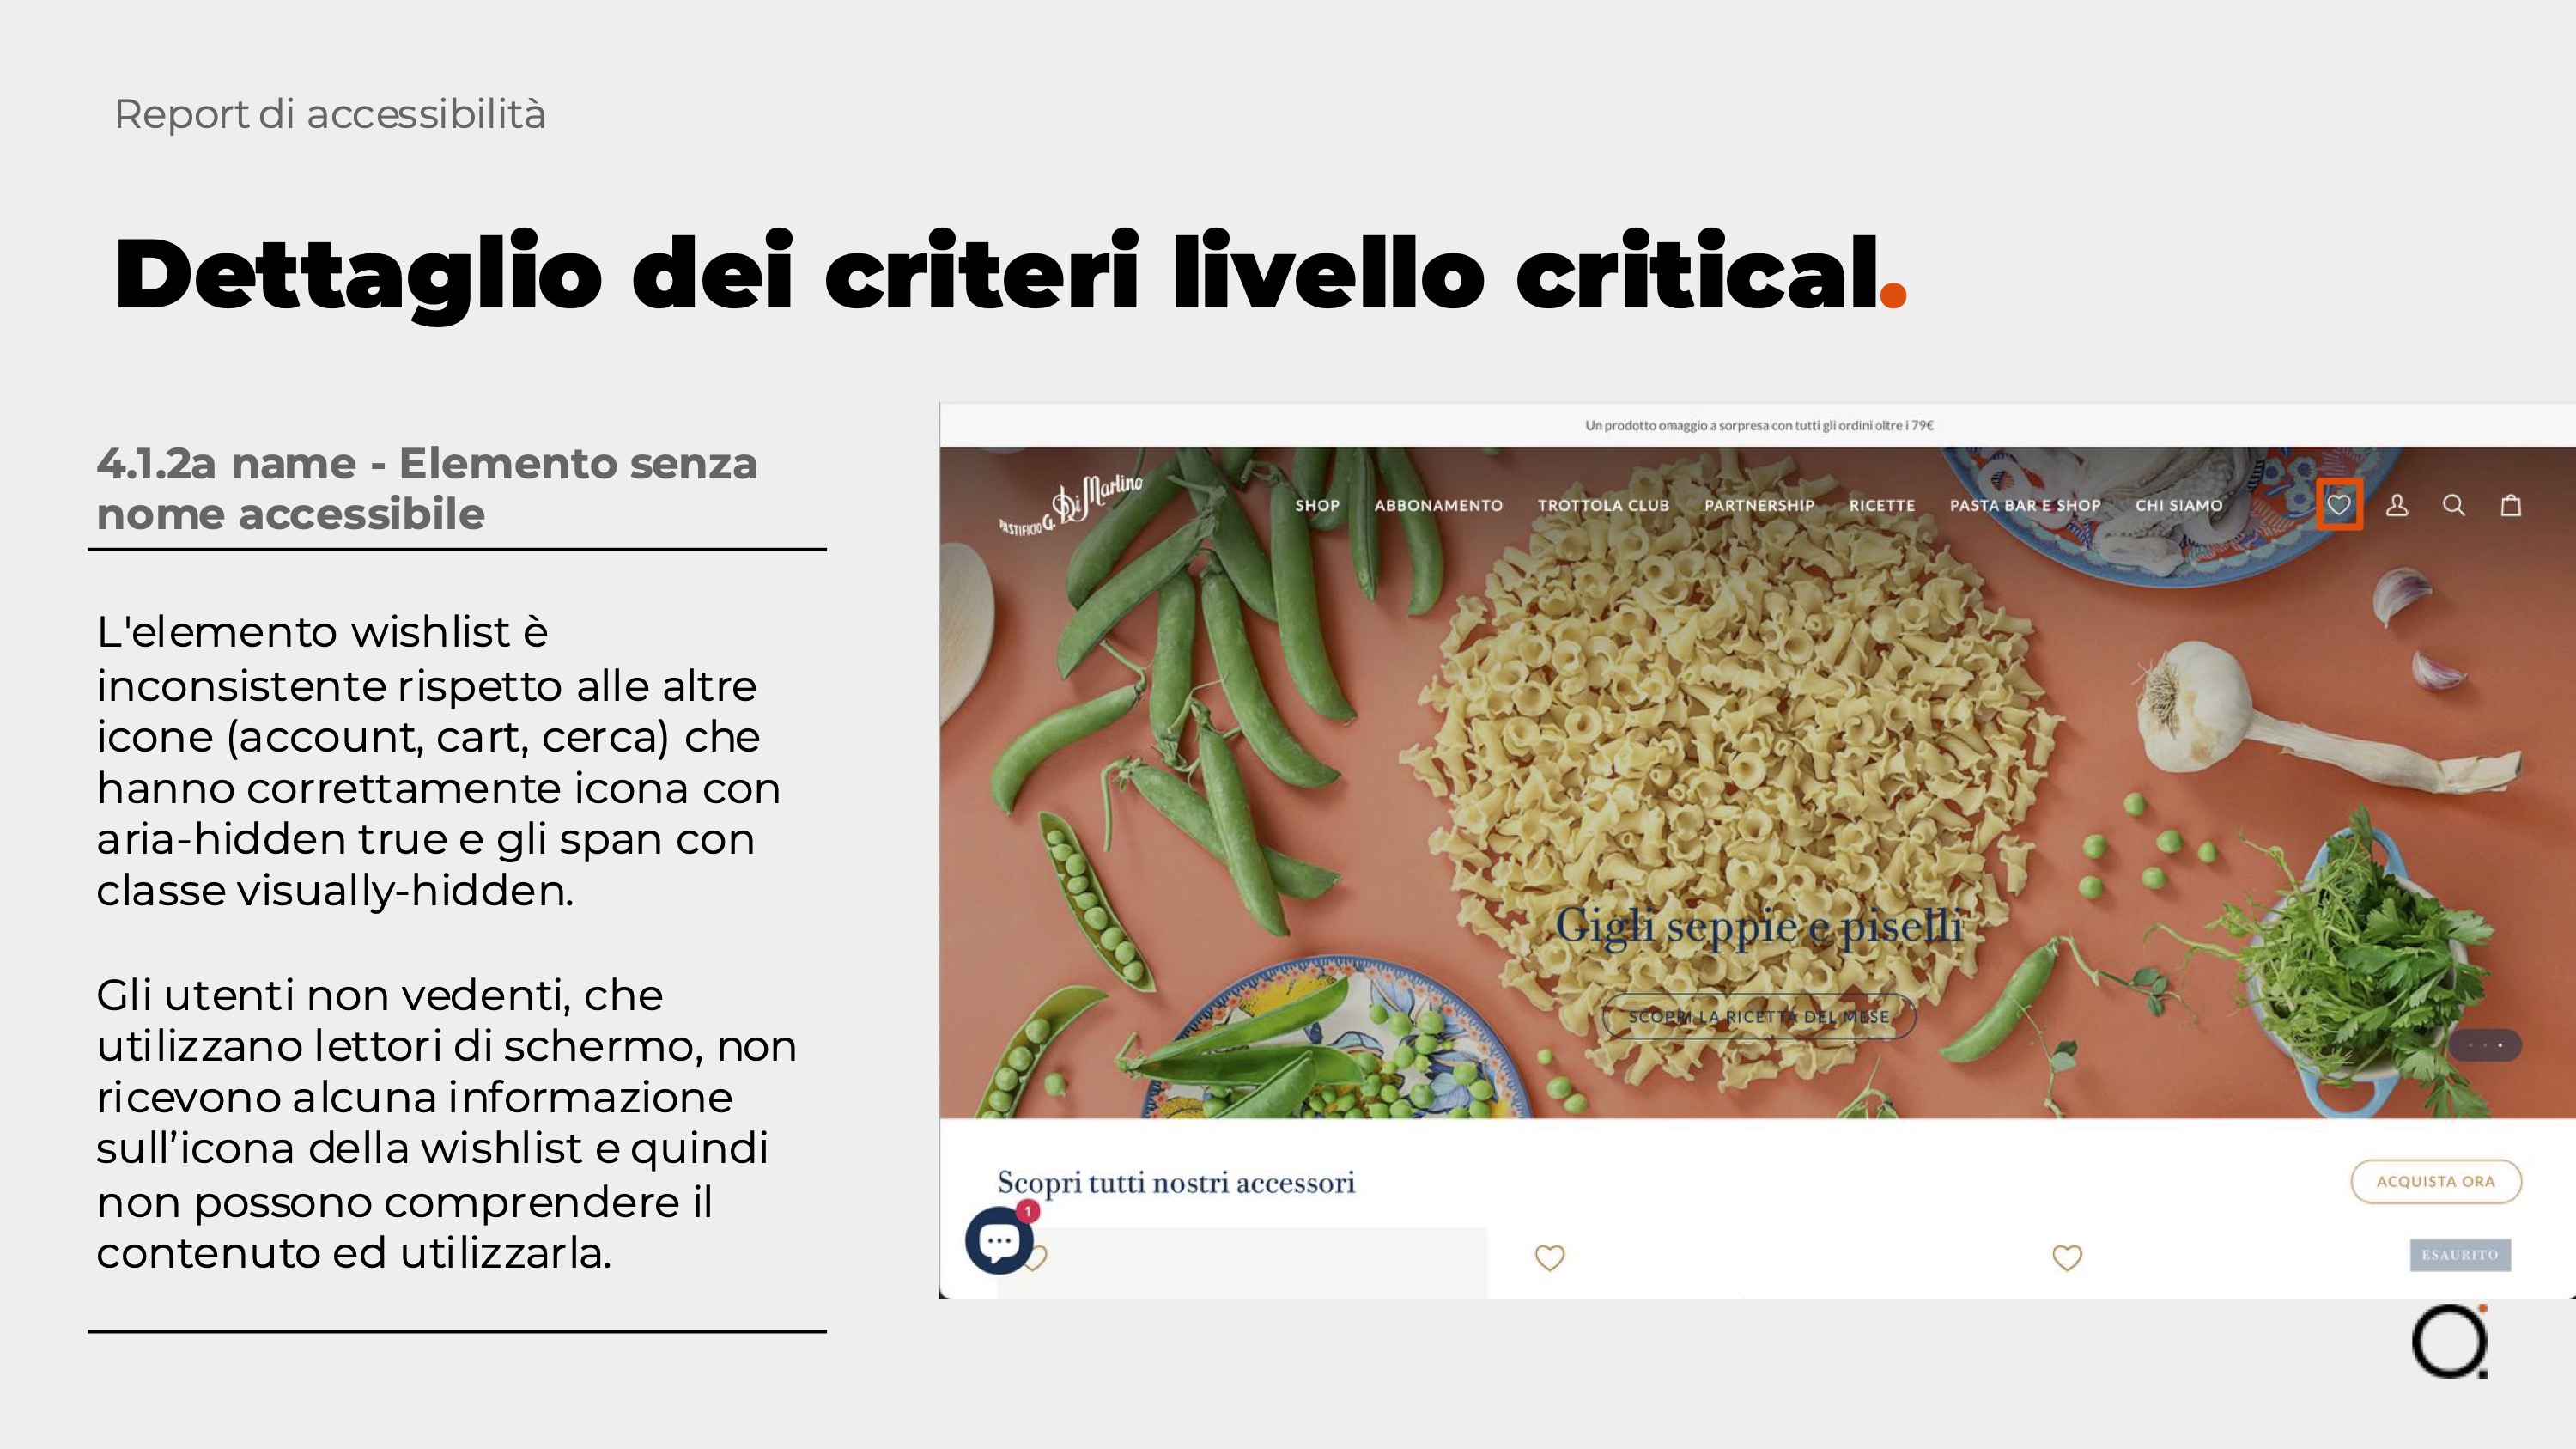 Report di accessibilità
Dettaglio dei criteri livello critical.
4.1.2a name - Elemento senza
nome accessibile
L'elemento wishlist è
inconsistente rispetto alle altre
icone (account, cart, cerca) che
hanno correttamente icona con
aria-hidden true e gli span con
classe visually-hidden.
Gli utenti non vedenti, che
utilizzano lettori di schermo, non
ricevono alcuna informazione
sull’icona della wishlist e quindi
non possono comprendere il
contenuto ed utilizzarla.
Un prodotto omaggio a sorpresa con tutti gli ordini oltre i 79€
PASTIFICIO G. Di Martino
SHOP ABBONAMENTO TROTTOLA CLUB PARTNERSHIP RICETTE PASTA BAR E SHOP CHI SIAMO
Gigli seppie e piselli
SCOPRI LA RICETTA DEL MESE
Scopri tutti nostri accessori
ACQUISTA ORA
1
ESAURITO